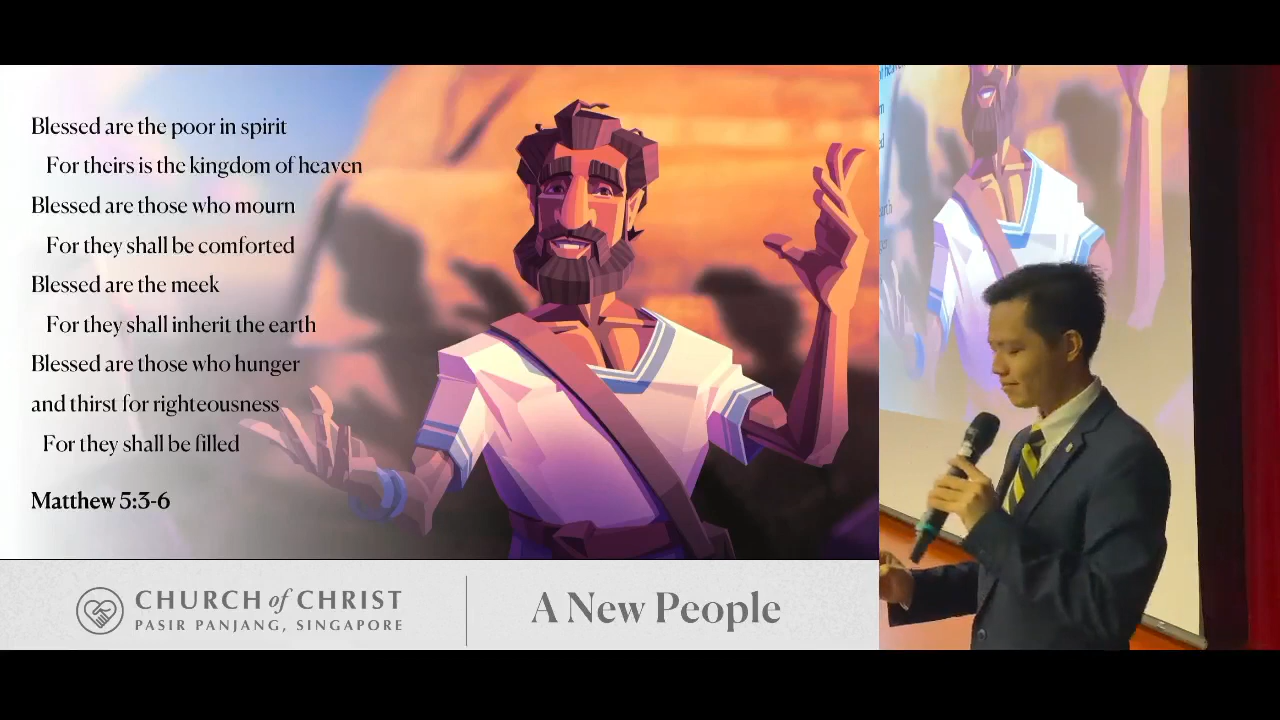 Blessed are the poor in spirit
For theirs is the kingdom of heaven
Blessed are those who mourn
For they shall be comforted
Blessed are the meek
For they shall inherit the earth
Blessed are those who hunger
and thirst for righteousness
For they shall be filled
Matthew 5:3-6
CHURCH of CHRIST
PASIR PANJANG, SINGAPORE
A New People